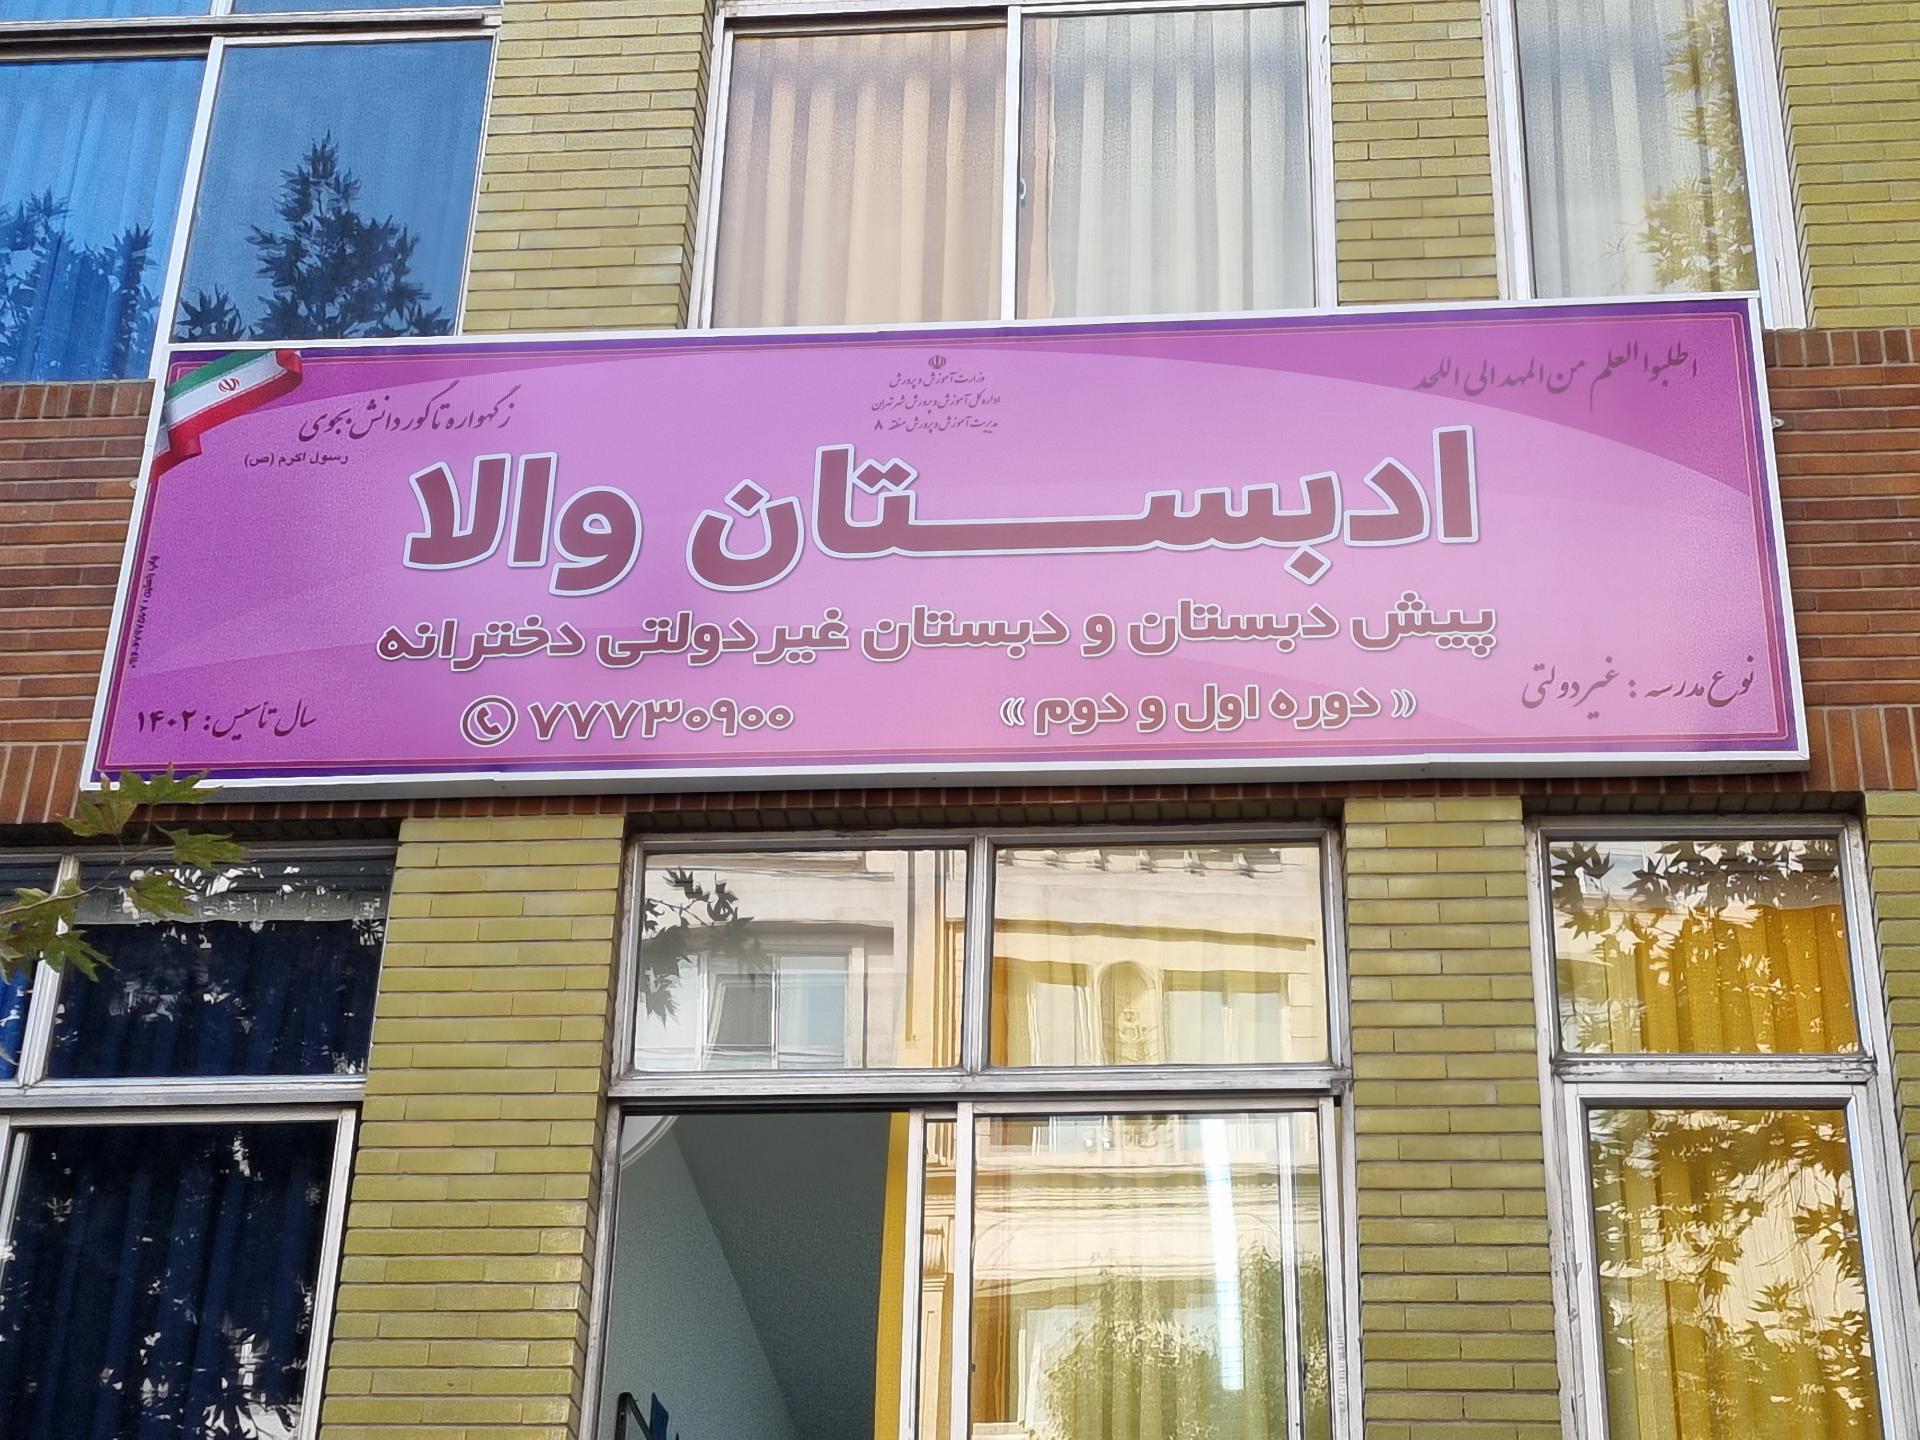 اطلبوا العلم من المهد الی اللحد
وزارت آموزش و پرورش
اداره کل آموزش و پرورش شهر تهران
مدیریت آموزش و پرورش منطقه ۸
ز گهواره تا گور دانش بجوی
رسول اکرم (ص)
ادبستان والا
پیش دبستان و دبستان غیردولتی دخترانه
نوع مدرسه : غیردولتی
« دوره اول و دوم »
۷۷۷۳۰۹۰۰
سال تأسیس: ۱۴۰۲